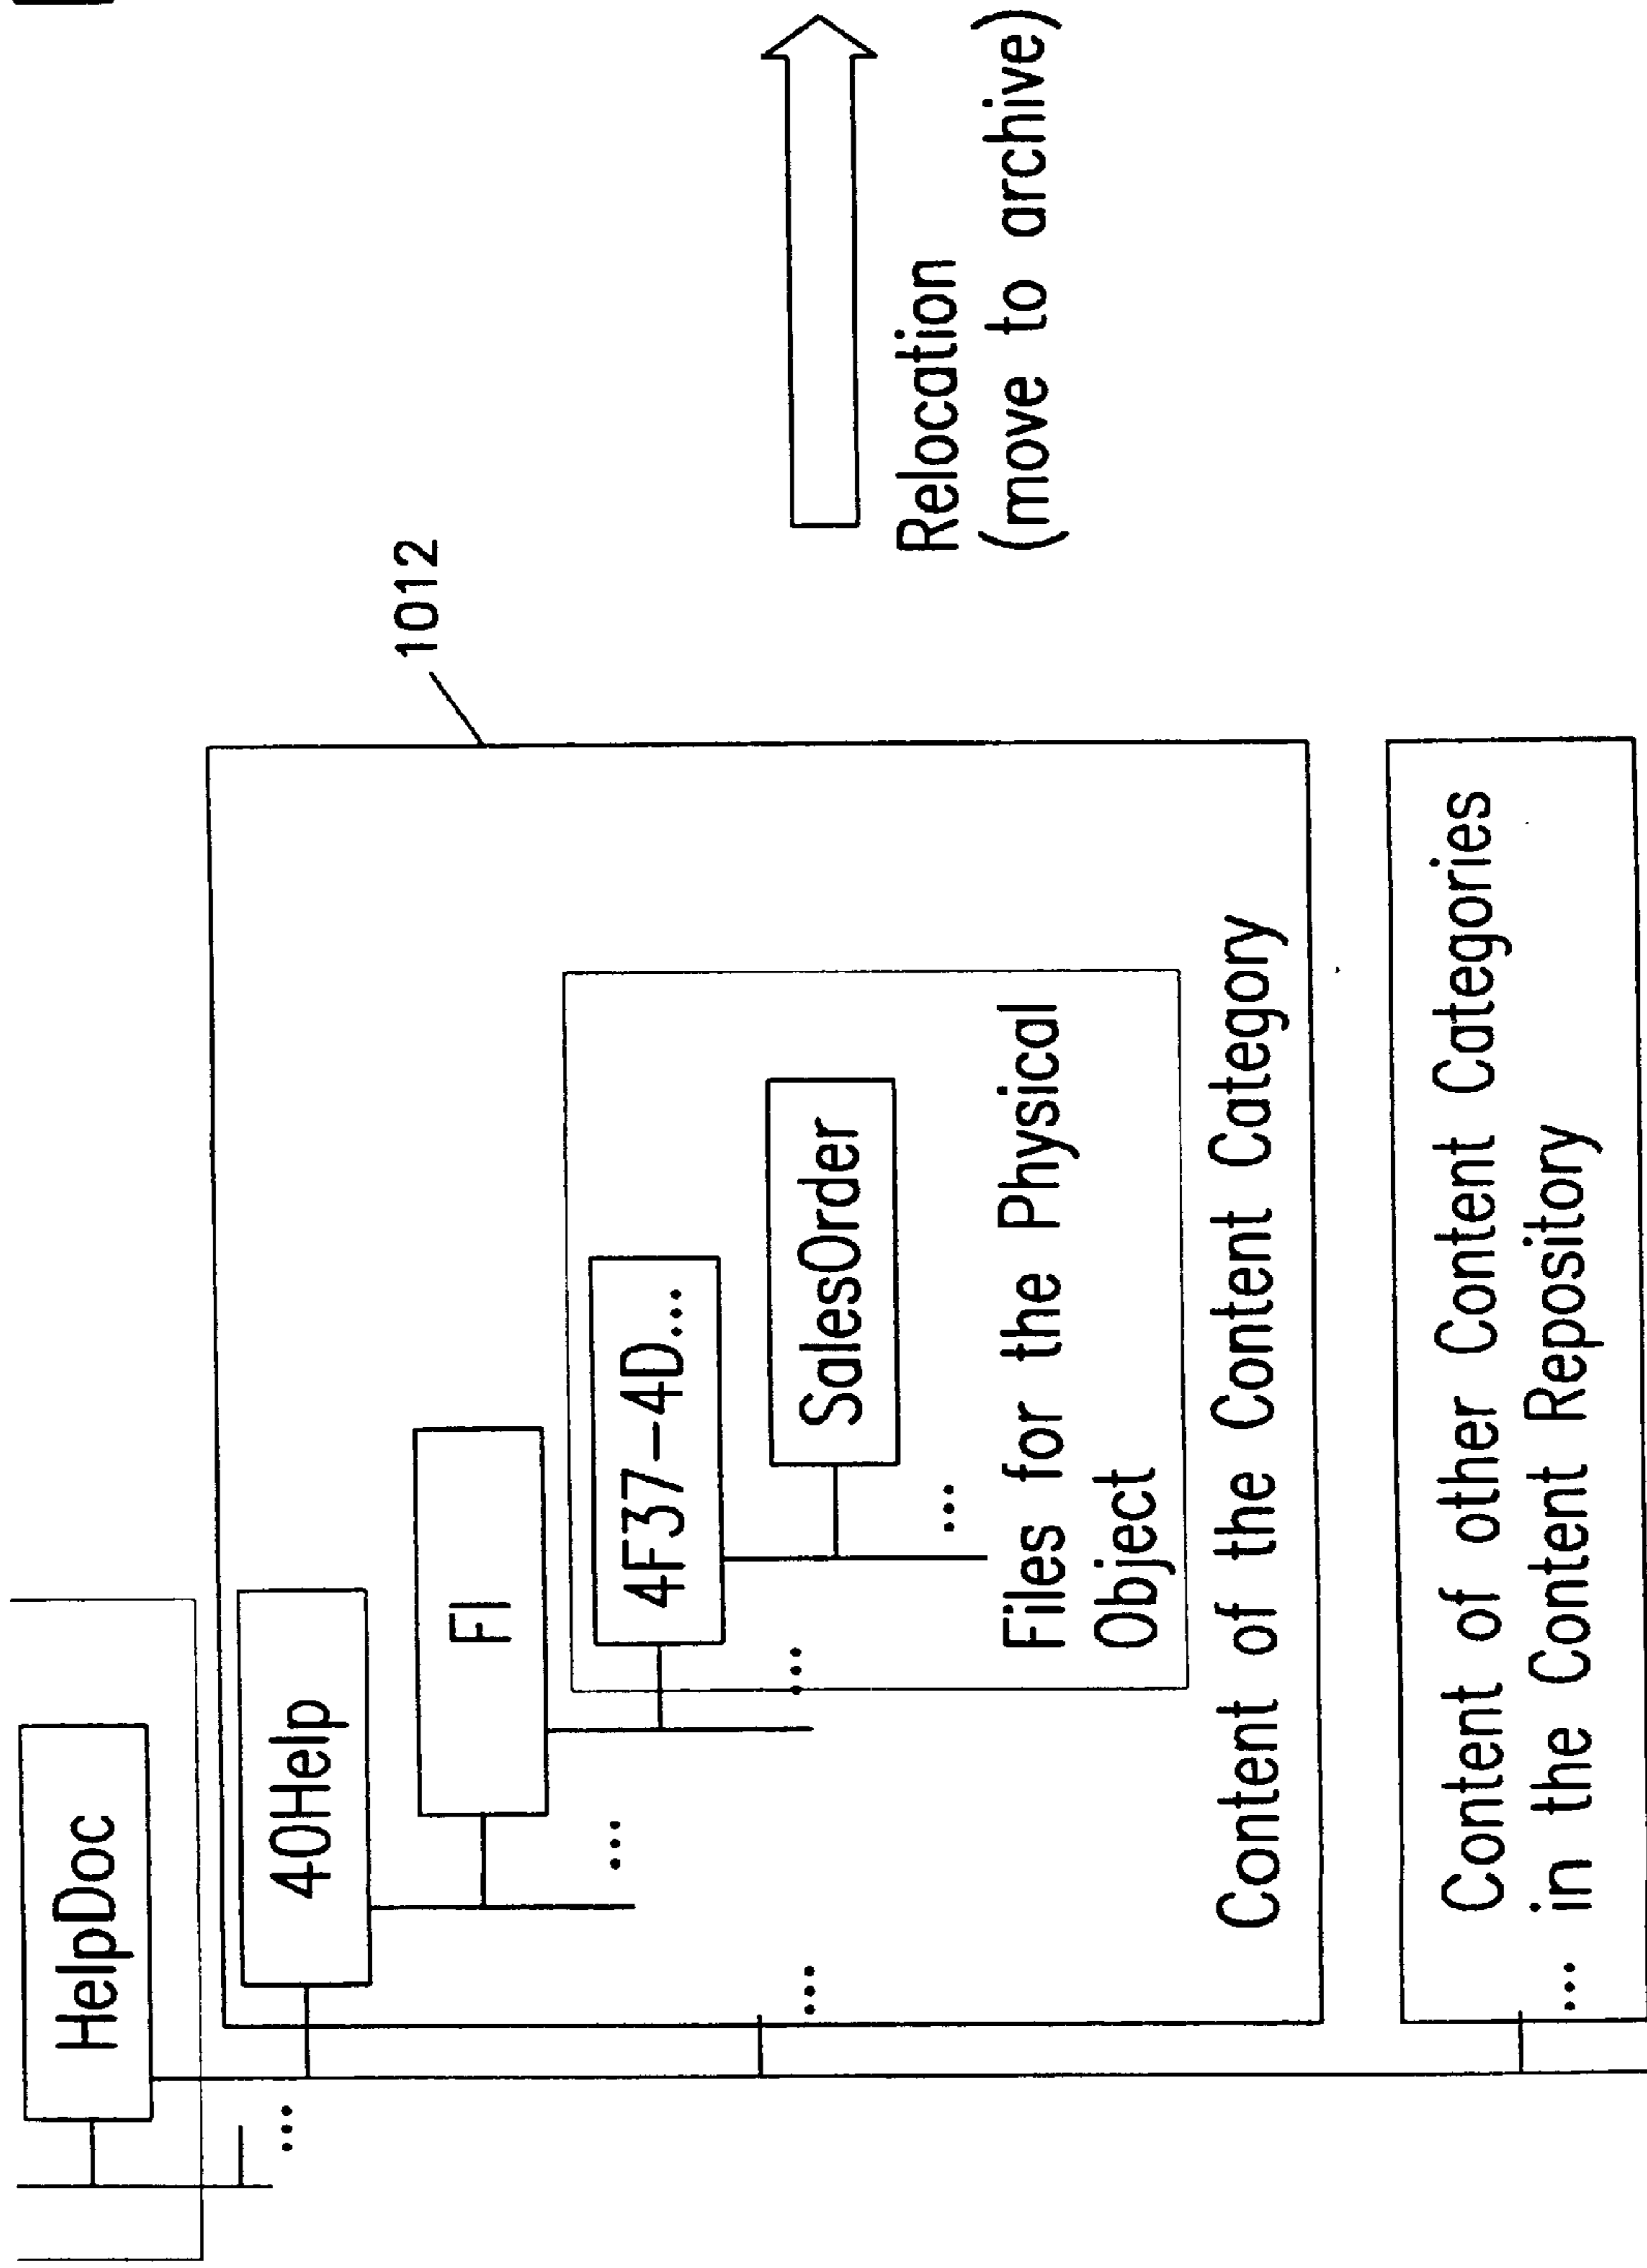 HelpDoc
...
40Help
FI
...
4F37-4D...
...
SalesOrder
...
Files for the Physical
Object
...
Content of the Content Category
Content of other Content Categories
... in the Content Repository
1012
Relocation
(move to archive)